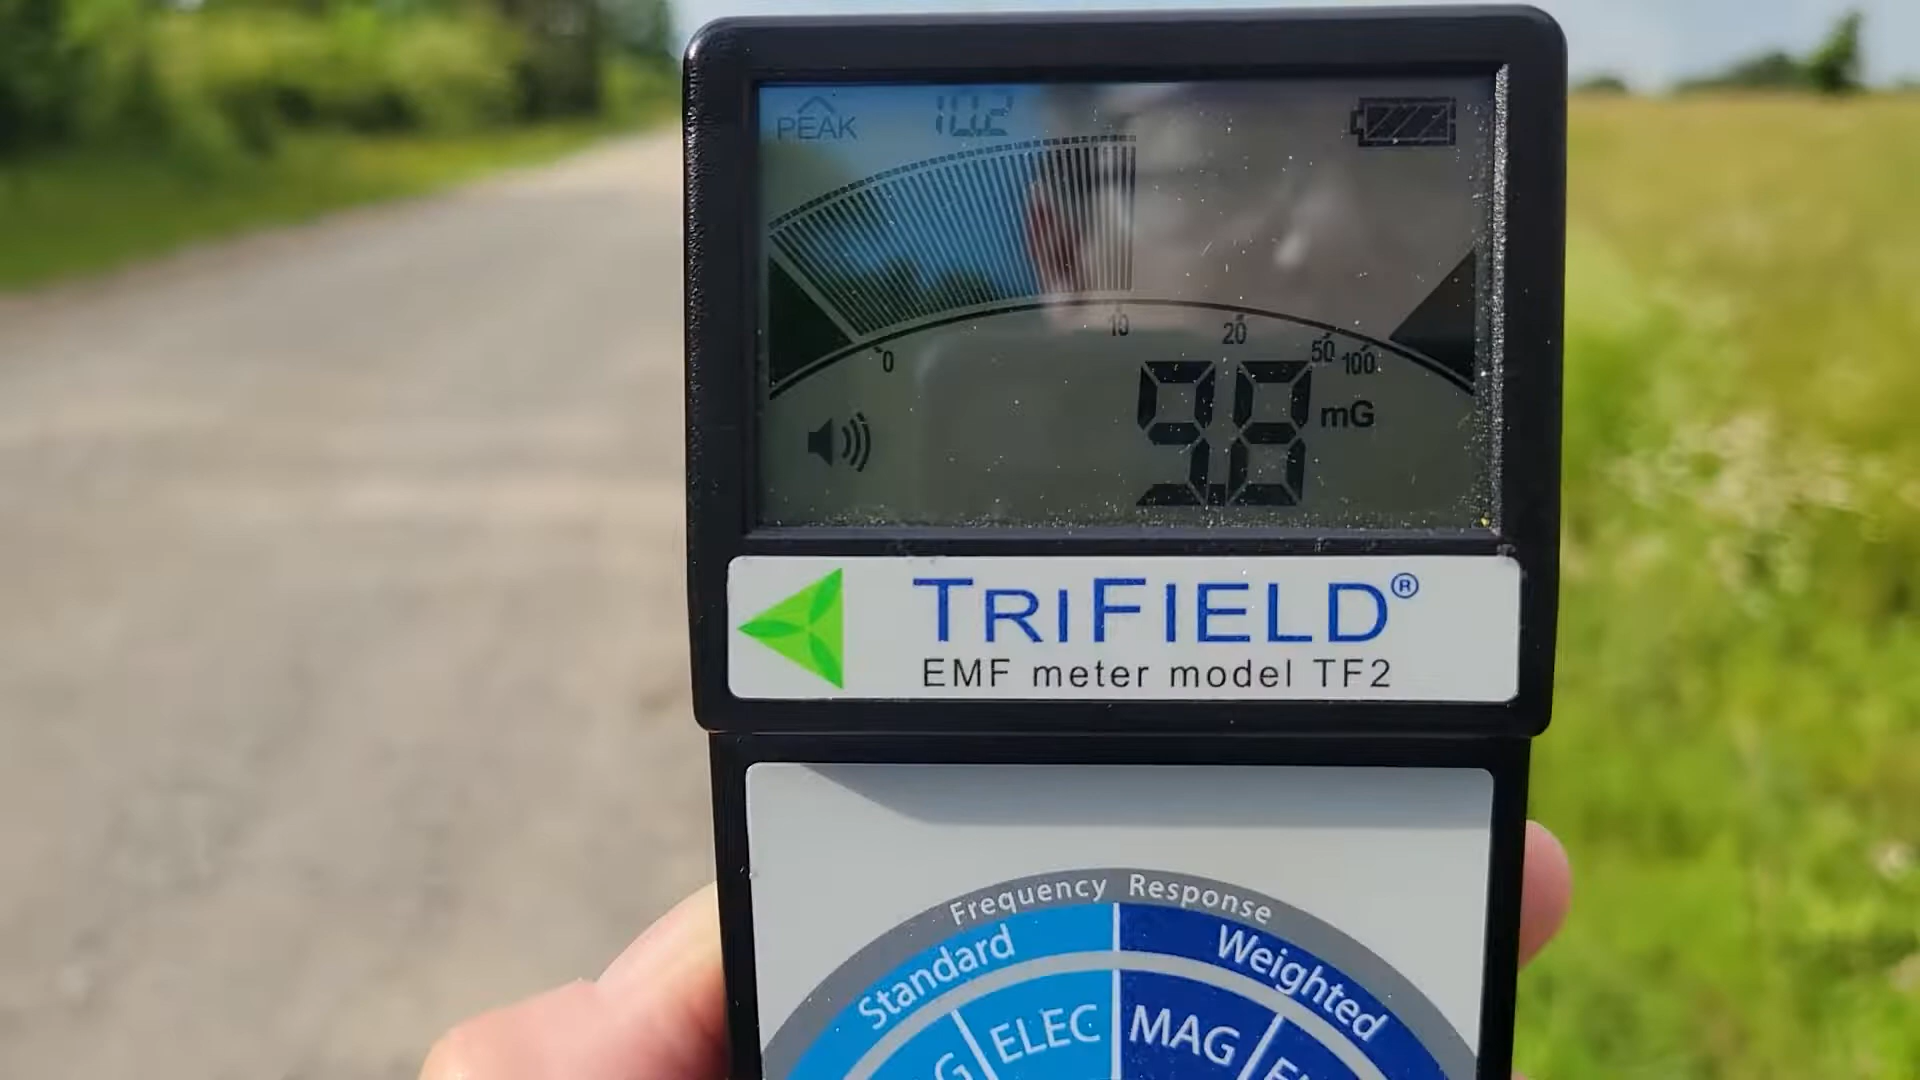 PEAK 10.2
0 10 20 50 100
9.8 mG
TRIFIELD®
EMF meter model TF2
Frequency Response
Standard Weighted
ELEC MAG